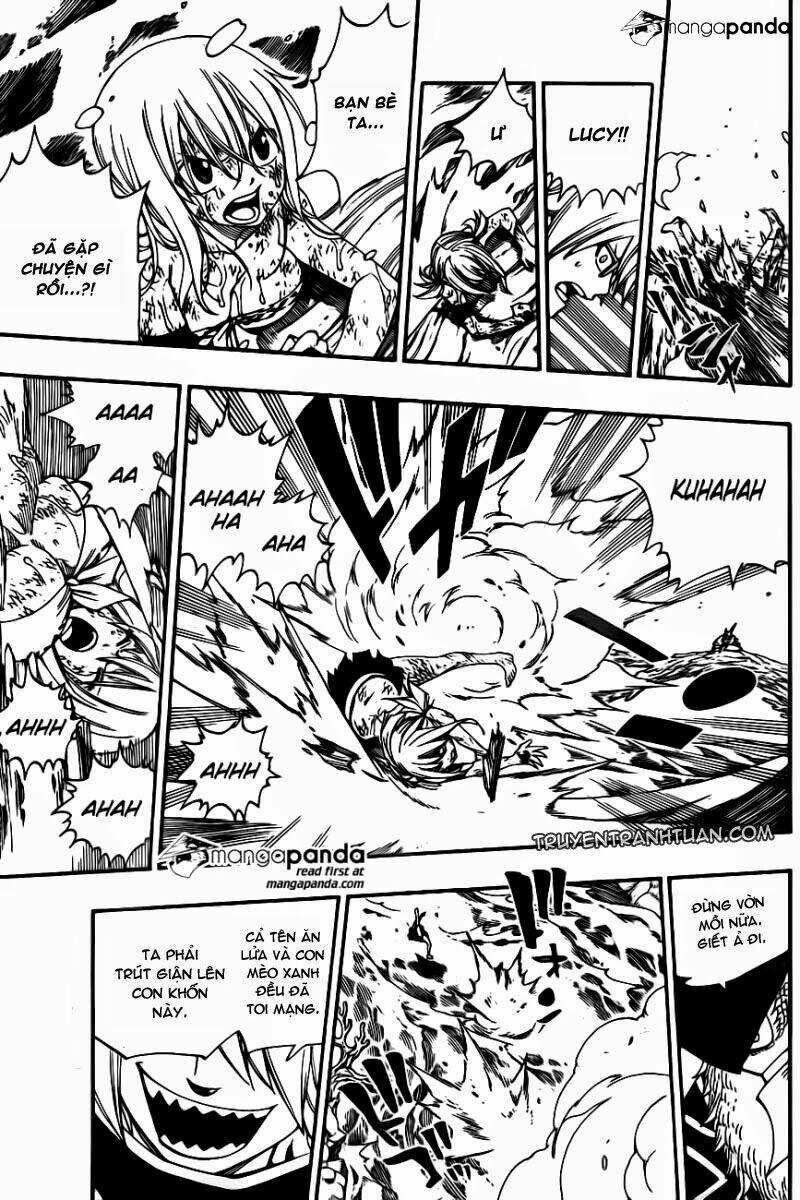 mangapanda
LUCY!!
Ư
BẠN BÈ
TA...
ĐÃ GẶP
CHUYỆN GÌ
RỒI...?!
KUHAHAH
AHAAH
HA
AHA
AHHH
AAAA
AA
AHHH
AHAH
TRUYENTRANHTUAN.COM
mangapanda
read first at
mangapanda.com
ĐỪNG VỜN
MỒI NỮA.
GIẾT Ả ĐI.
CẢ TÊN ĂN
LỬA VÀ CON
MÈO XANH
ĐỀU ĐÃ
TOI MẠNG.
TA PHẢI
TRÚT GIẬN LÊN
CON KHỐN
NÀY.